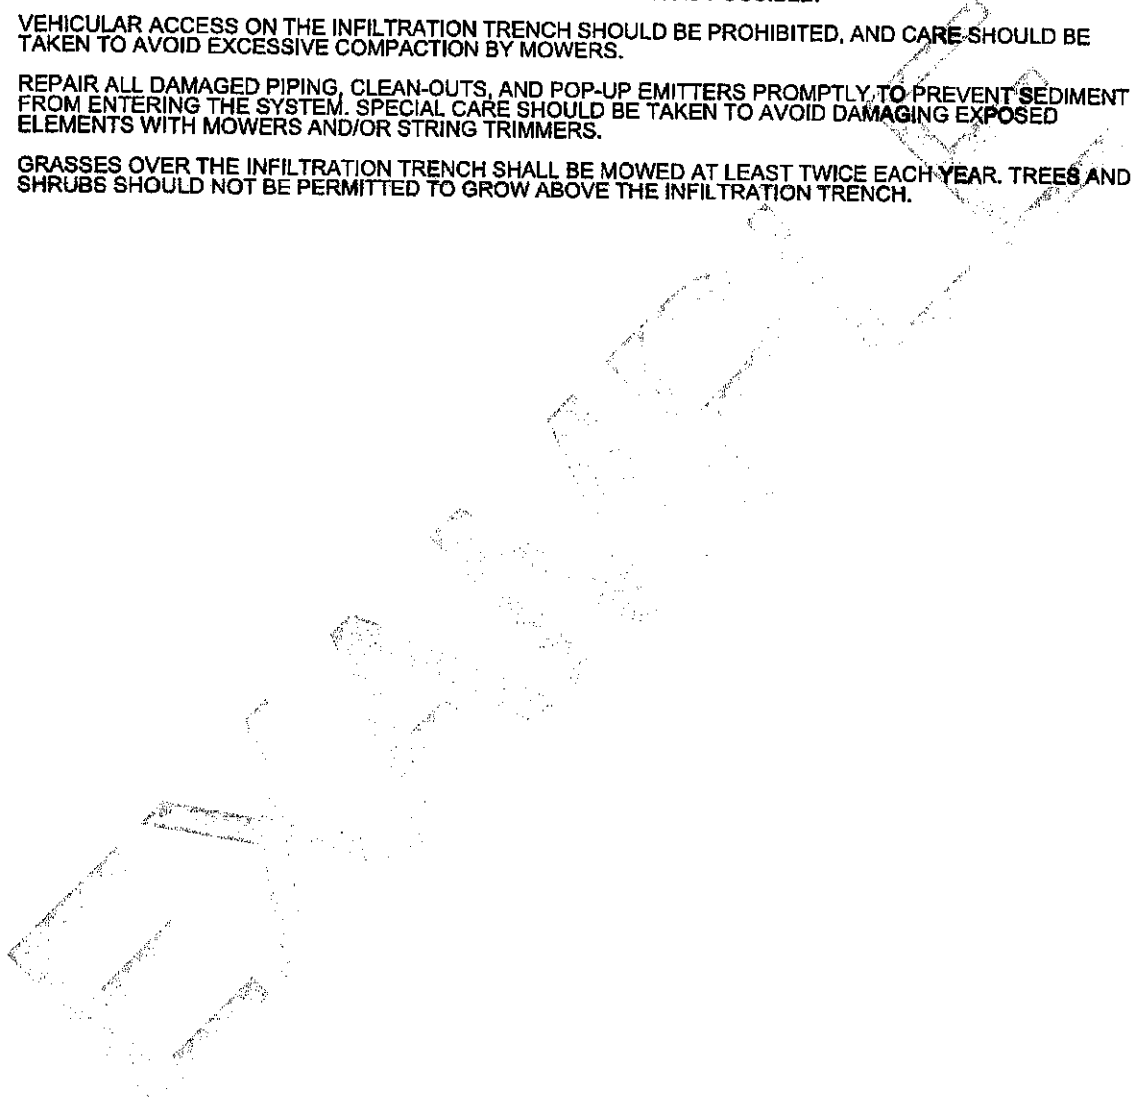 VEHICULAR ACCESS ON THE INFILTRATION TRENCH SHOULD BE PROHIBITED, AND CARE SHOULD BE
TAKEN TO AVOID EXCESSIVE COMPACTION BY MOWERS.
REPAIR ALL DAMAGED PIPING, CLEAN-OUTS, AND POP-UP EMITTERS PROMPTLY, TO PREVENT SEDIMENT
FROM ENTERING THE SYSTEM. SPECIAL CARE SHOULD BE TAKEN TO AVOID DAMAGING EXPOSED
ELEMENTS WITH MOWERS AND/OR STRING TRIMMERS.
GRASSES OVER THE INFILTRATION TRENCH SHALL BE MOWED AT LEAST TWICE EACH YEAR. TREES AND
SHRUBS SHOULD NOT BE PERMITTED TO GROW ABOVE THE INFILTRATION TRENCH.